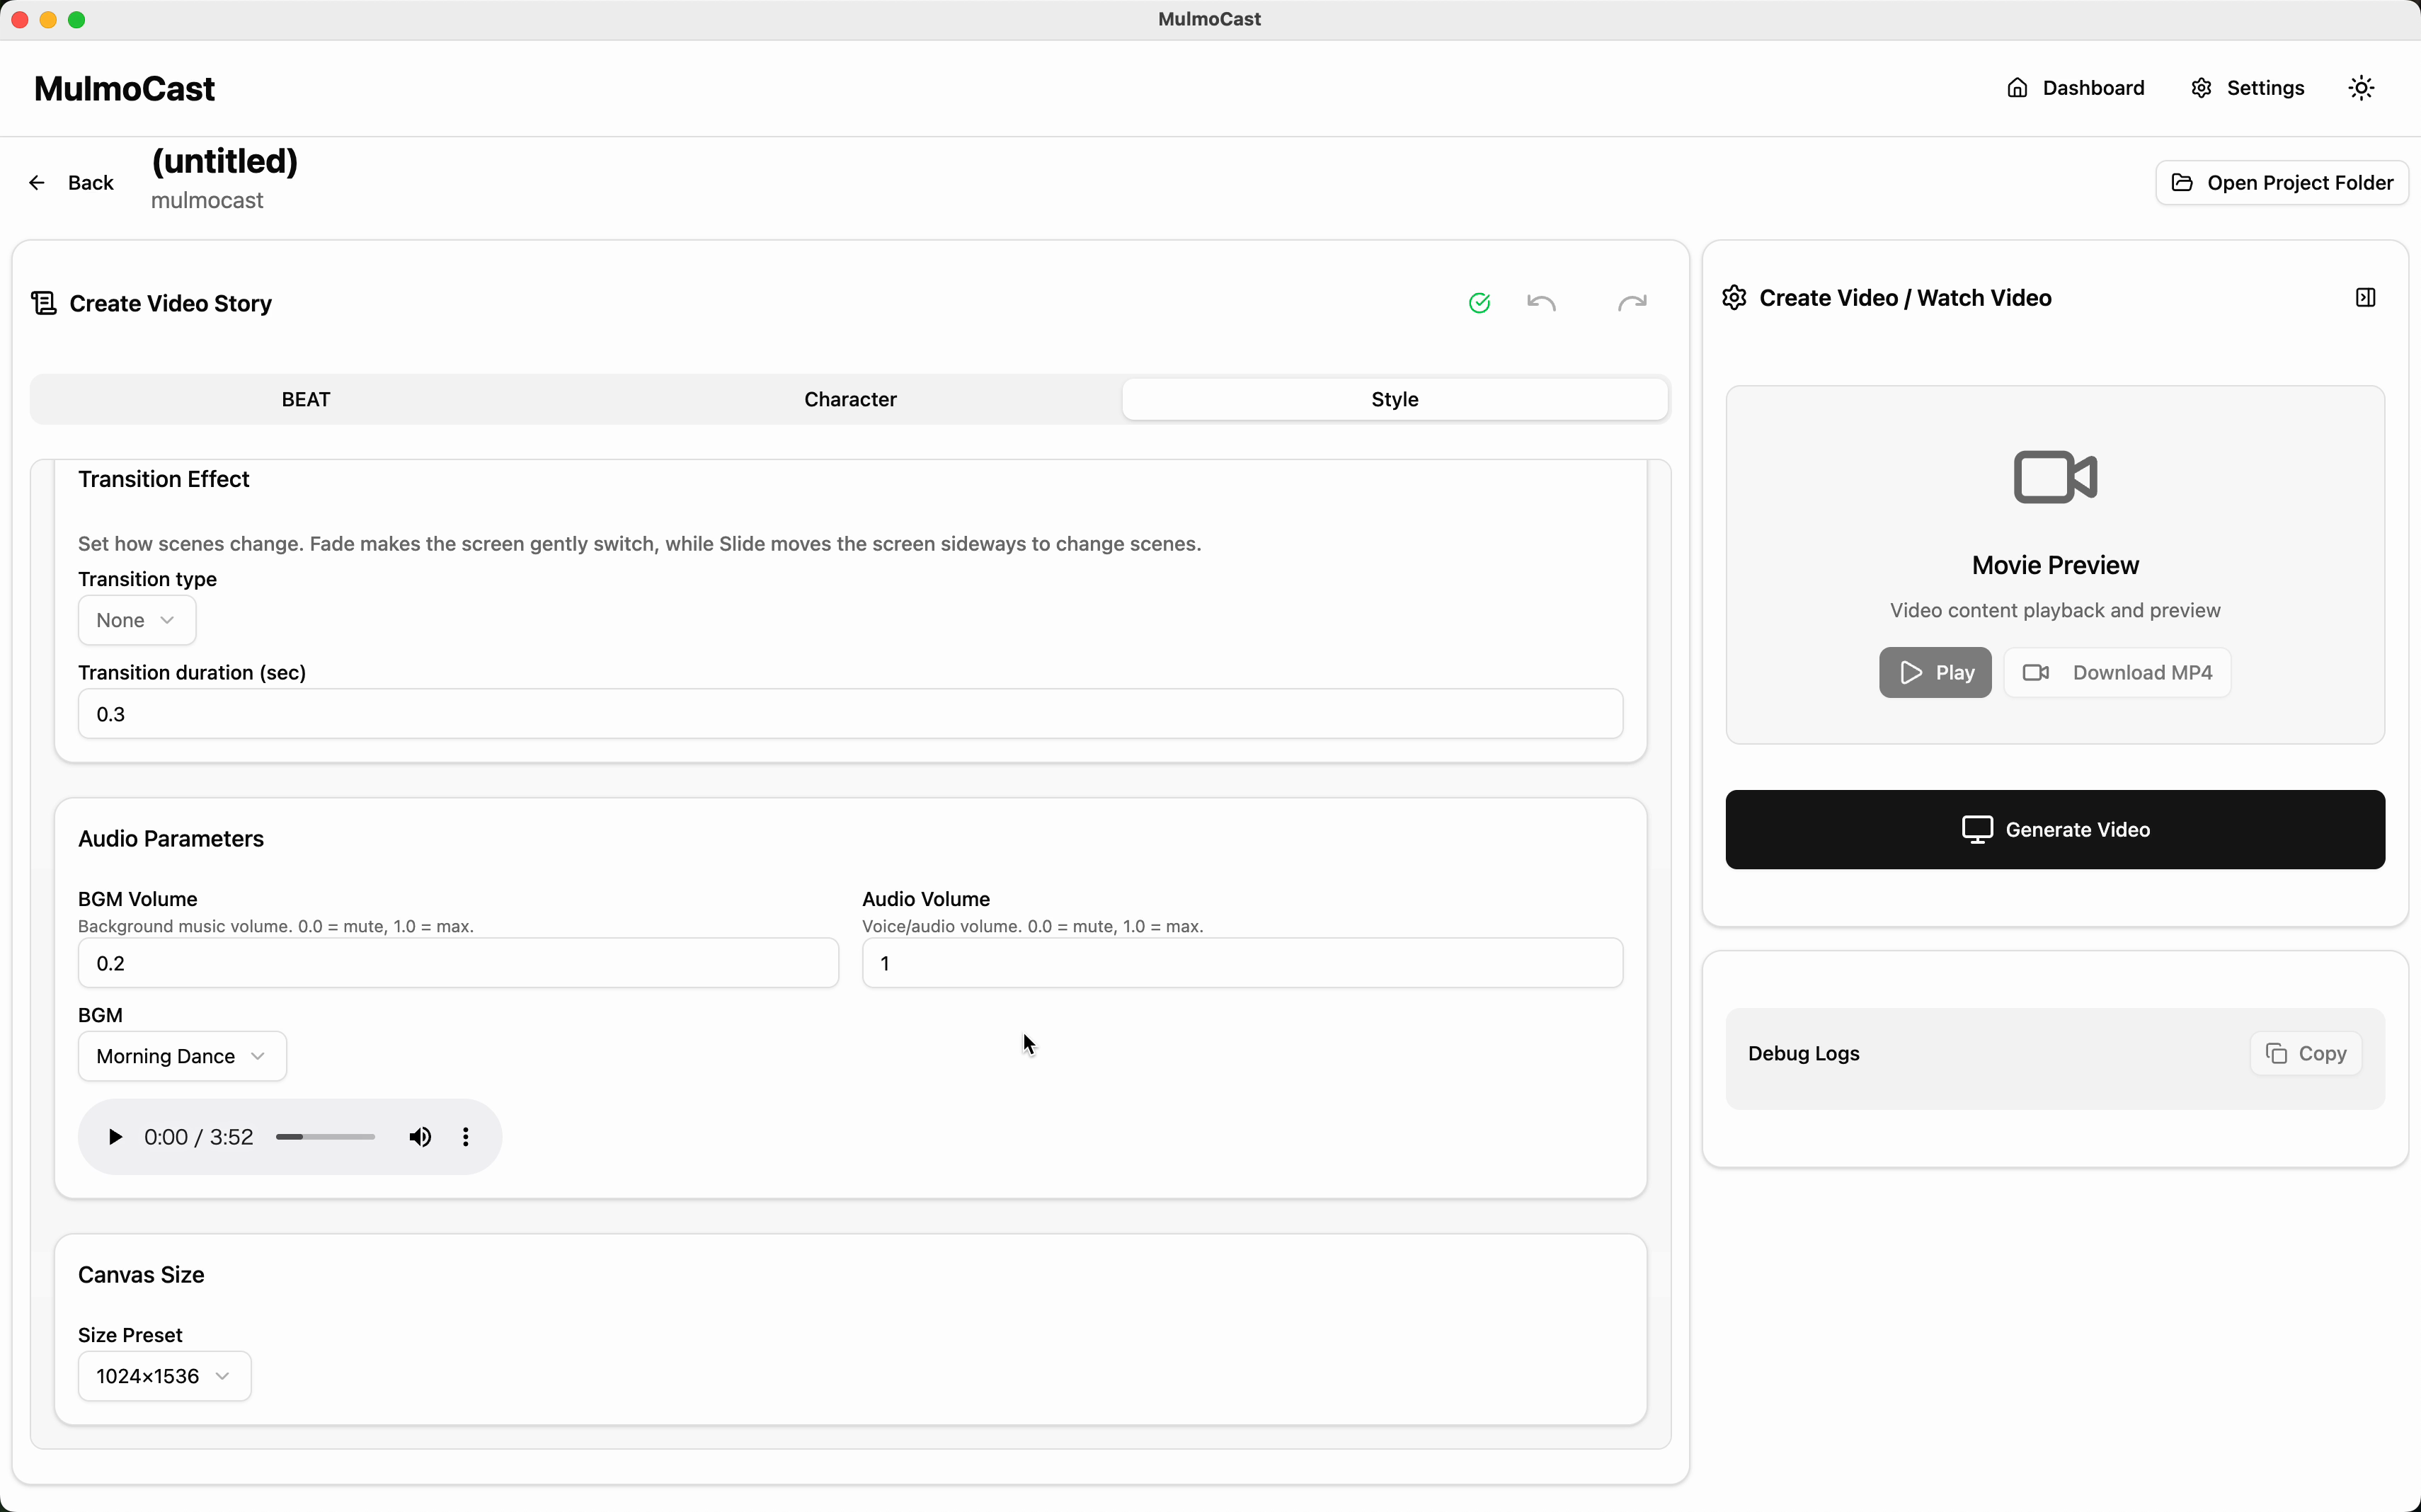 MulmoCast
MulmoCast
Dashboard
Settings
Back
(untitled)
mulmocast
Open Project Folder
Create Video Story
BEAT
Character
Style
Transition Effect
Set how scenes change. Fade makes the screen gently switch, while Slide moves the screen sideways to change scenes.
Transition type
None
Transition duration (sec)
0.3
Audio Parameters
BGM Volume
Background music volume. 0.0 = mute, 1.0 = max.
0.2
Audio Volume
Voice/audio volume. 0.0 = mute, 1.0 = max.
1
BGM
Morning Dance
0:00 / 3:52
Canvas Size
Size Preset
1024×1536
Create Video / Watch Video
Movie Preview
Video content playback and preview
Play
Download MP4
Generate Video
Debug Logs
Copy